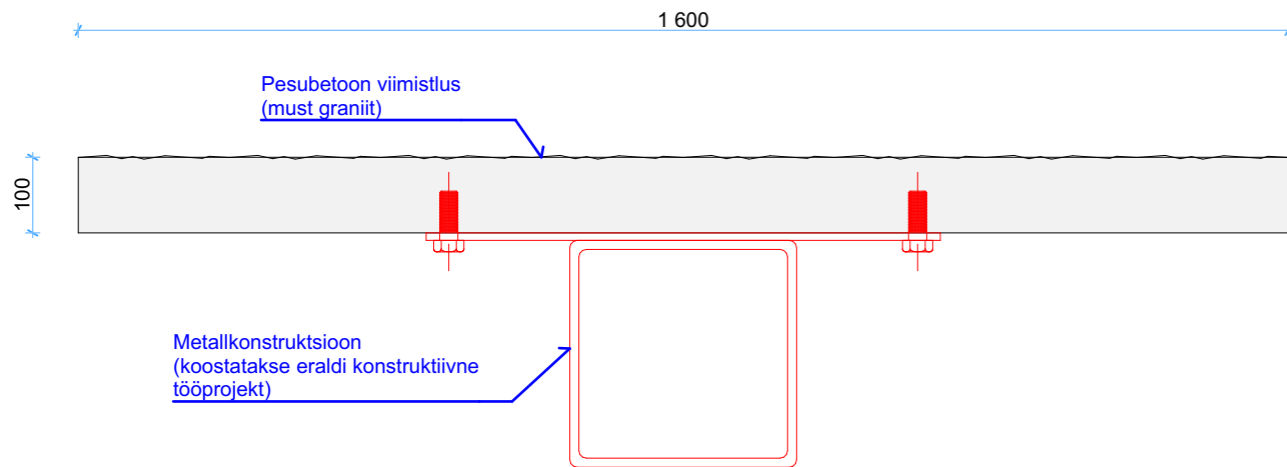 1 600
Pesubetoon viimistlus
(must graniit)
100
Metallkonstruktsioon
(koostatakse eraldi konstruktiivne
tööprojekt)